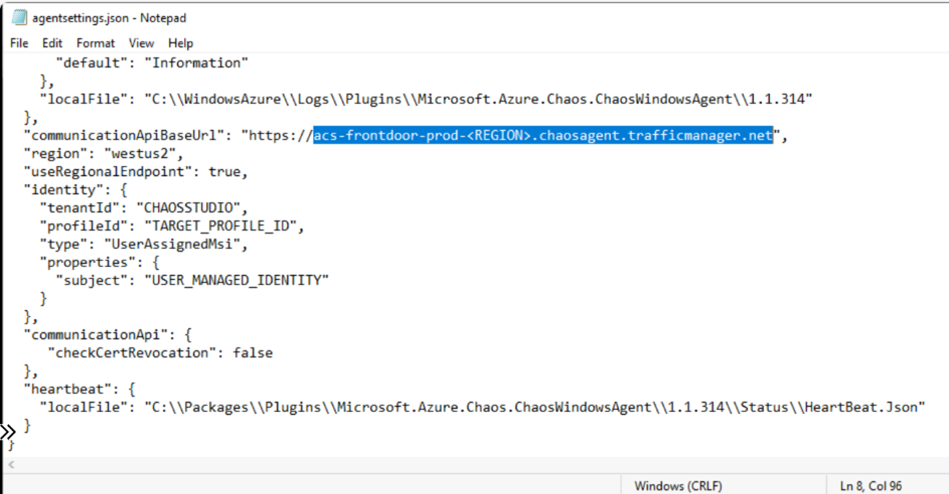 agentsettings.json - Notepad
File Edit Format View Help
"default": "Information"
},
"localFile": "C:\\WindowsAzure\\Logs\\Plugins\\Microsoft.Azure.Chaos.ChaosWindowsAgent\\1.1.314"
},
"communicationApiBaseUrl": "https://acs-frontdoor-prod-<REGION>.chaosagent.trafficmanager.net",
"region": "westus2",
"useRegionalEndpoint": true,
"identity": {
"tenantId": "CHAOSSTUDIO",
"profileId": "TARGET_PROFILE_ID",
"type": "UserAssignedMsi",
"properties": {
"subject": "USER_MANAGED_IDENTITY"
}
},
"communicationApi": {
"checkCertRevocation": false
},
"heartbeat": {
"localFile": "C:\\Packages\\Plugins\\Microsoft.Azure.Chaos.ChaosWindowsAgent\\1.1.314\\Status\\HeartBeat.Json"
}
}
Windows (CRLF) Ln 8, Col 96